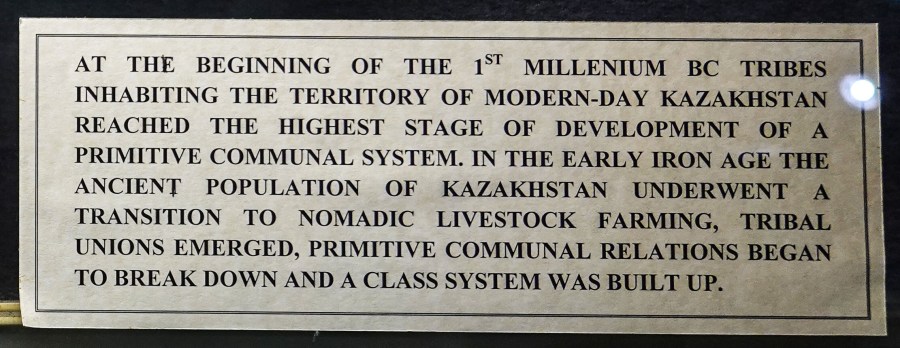 AT THE BEGINNING OF THE 1ST MILLENIUM BC TRIBES
INHABITING THE TERRITORY OF MODERN-DAY KAZAKHSTAN
REACHED THE HIGHEST STAGE OF DEVELOPMENT OF A
PRIMITIVE COMMUNAL SYSTEM. IN THE EARLY IRON AGE THE
ANCIENT POPULATION OF KAZAKHSTAN UNDERWENT A
TRANSITION TO NOMADIC LIVESTOCK FARMING, TRIBAL
UNIONS EMERGED, PRIMITIVE COMMUNAL RELATIONS BEGAN
TO BREAK DOWN AND A CLASS SYSTEM WAS BUILT UP.